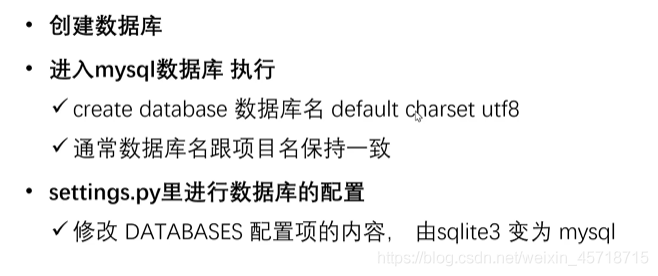 • 创建数据库
• 进入mysql数据库 执行
✓ create database 数据库名 default charset utf8
✓ 通常数据库名跟项目名保持一致
• settings.py里进行数据库的配置
✓ 修改 DATABASES 配置项的内容， 由sqlite3 变为 mysql
https://blog.csdn.net/weixin_45718715